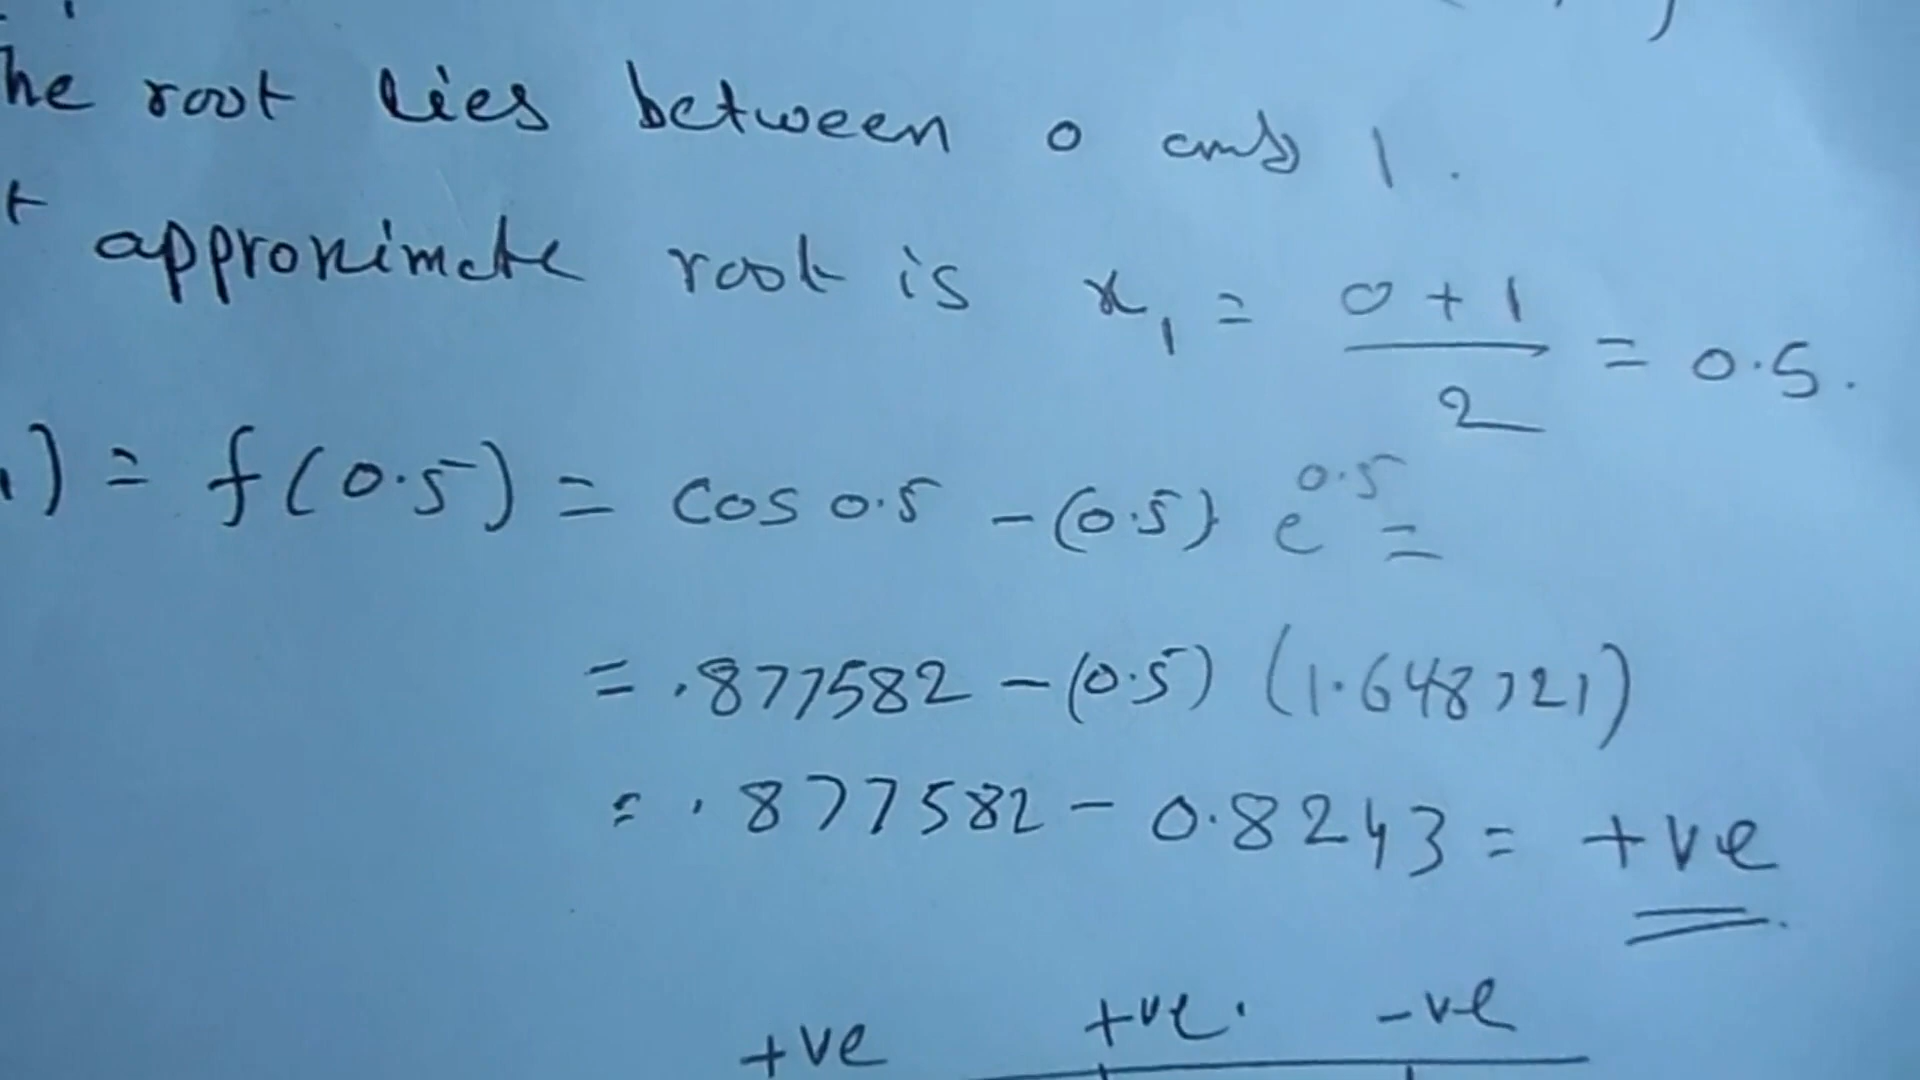 he root lies between 0 and 1.
t approximate root is x₁ = (0+1)/2 = 0.5.
₁) = f(0.5) = cos 0.5 - (0.5) e^0.5 =
= .877582 - (0.5) (1.648721)
= .877582 - 0.8243 = +ve
+ve +ve. -ve